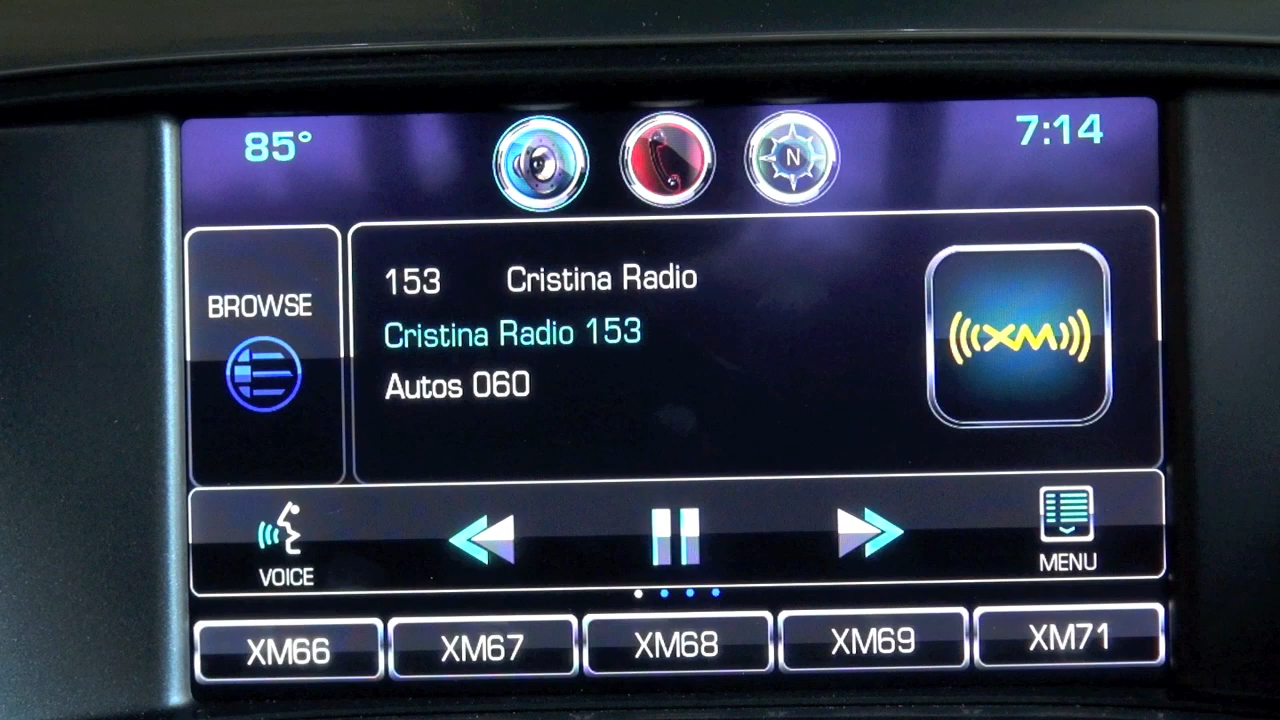 85° 7:14
N
BROWSE
153 Cristina Radio
Cristina Radio 153
Autos 060
XM
VOICE
MENU
XM66 XM67 XM68 XM69 XM71